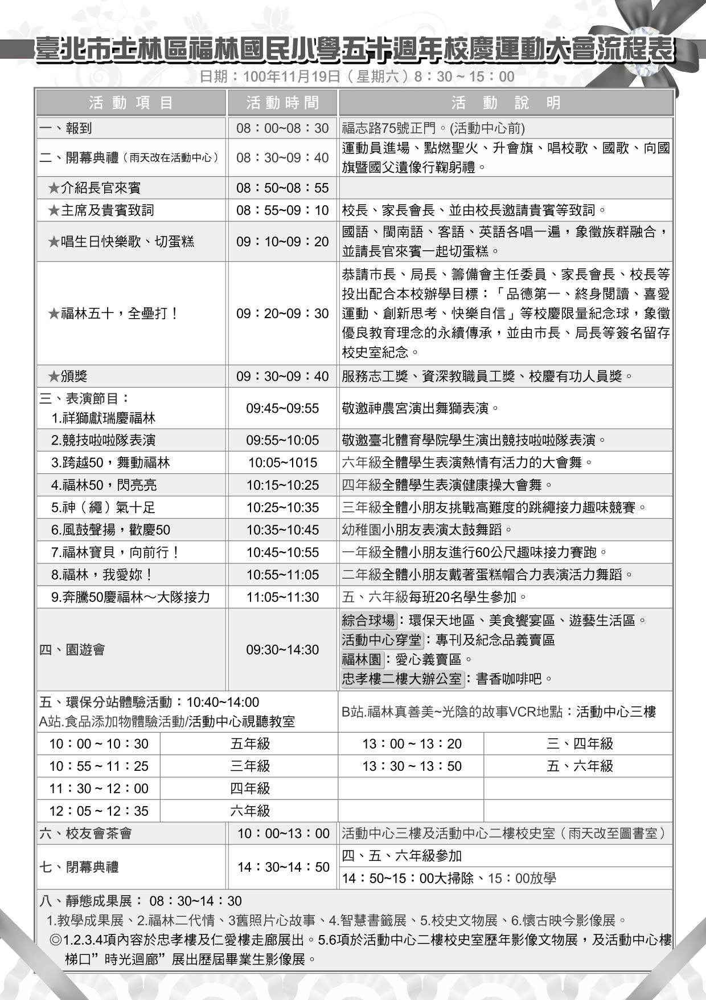 臺北市士林區福林國民小學五十週年校慶運動大會流程表
日期：100年11月19日（星期六）8：30 ~ 15：00
活動項目 活動時間 活動說明
一、報到 08：00~08：30 福志路75號正門。(活動中心前)
二、開幕典禮（雨天改在活動中心） 08：30~09：40 運動員進場、點燃聖火、升會旗、唱校歌、國歌、向國
旗暨國父遺像行鞠躬禮。
★介紹長官來賓 08：50~08：55
★主席及貴賓致詞 08：55~09：10 校長、家長會長、並由校長邀請貴賓等致詞。
★唱生日快樂歌、切蛋糕 09：10~09：20 國語、閩南語、客語、英語各唱一遍，象徵族群融合，
並請長官來賓一起切蛋糕。
★福林五十，全壘打！ 09：20~09：30 恭請市長、局長、籌備會主任委員、家長會長、校長等
投出配合本校辦學目標：「品德第一、終身閱讀、喜愛
運動、創新思考、快樂自信」等校慶限量紀念球，象徵
優良教育理念的永續傳承，並由市長、局長等簽名留存
校史室紀念。
★頒獎 09：30~09：40 服務志工獎、資深教職員工獎、校慶有功人員獎。
三、表演節目：
1.祥獅獻瑞慶福林 09:45~09:55 敬邀神農宮演出舞獅表演。
2.競技啦啦隊表演 09:55~10:05 敬邀臺北體育學院學生演出競技啦啦隊表演。
3.跨越50，舞動福林 10:05~1015 六年級全體學生表演熱情有活力的大會舞。
4.福林50，閃亮亮 10:15~10:25 四年級全體學生表演健康操大會舞。
5.神（繩）氣十足 10:25~10:35 三年級全體小朋友挑戰高難度的跳繩接力趣味競賽。
6.風鼓聲揚，歡慶50 10:35~10:45 幼稚園小朋友表演太鼓舞蹈。
7.福林寶貝，向前行！ 10:45~10:55 一年級全體小朋友進行60公尺趣味接力賽跑。
8.福林，我愛妳！ 10:55~11:05 二年級全體小朋友戴著蛋糕帽合力表演活力舞蹈。
9.奔騰50慶福林～大隊接力 11:05~11:30 五、六年級每班20名學生參加。
四、園遊會 09:30~14:30 綜合球場：環保天地區、美食饗宴區、遊藝生活區。
活動中心穿堂：專刊及紀念品義賣區
福林園：愛心義賣區。
忠孝樓二樓大辦公室：書香咖啡吧。
五、環保分站體驗活動：10:40~14:00
A站.食品添加物體驗活動/活動中心視聽教室 B站.福林真善美~光陰的故事VCR地點：活動中心三樓
10：00 ~ 10：30 五年級 13：00 ~ 13：20 三、四年級
10：55 ~ 11：25 三年級 13：30 ~ 13：50 五、六年級
11：30 ~ 12：00 四年級
12：05 ~ 12：35 六年級
六、校友會茶會 10：00~13：00 活動中心三樓及活動中心二樓校史室（雨天改至圖書室）
七、閉幕典禮 14：30~14：50 四、五、六年級參加
14：50~15：00大掃除、15：00放學
八、靜態成果展： 08：30~14：30
1.教學成果展、2.福林二代情、3舊照片心故事、4.智慧書籤展、5.校史文物展、6.懷古映今影像展。
◎1.2.3.4項內容於忠孝樓及仁愛樓走廊展出。5.6項於活動中心二樓校史室歷年影像文物展，及活動中心樓
梯口”時光迴廊”展出歷屆畢業生影像展。